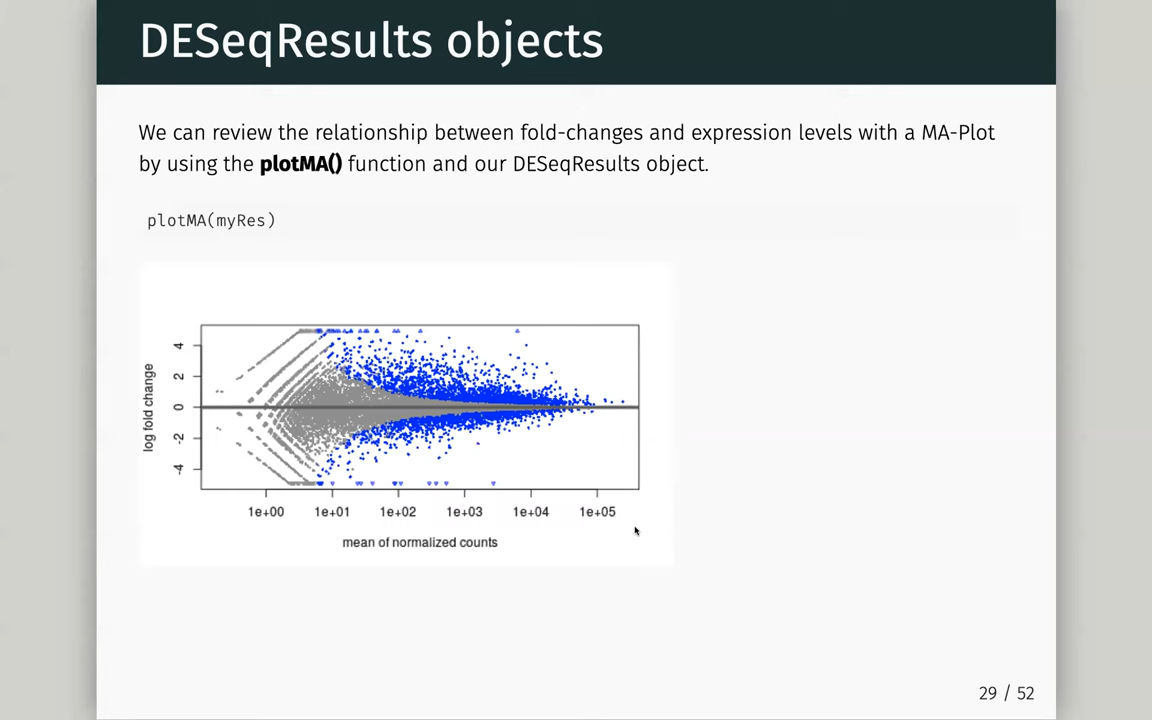 DESeqResults objects
We can review the relationship between fold-changes and expression levels with a MA-Plot
by using the plotMA() function and our DESeqResults object.
plotMA(myRes)
log fold change
4
2
0
-2
-4
1e+00 1e+01 1e+02 1e+03 1e+04 1e+05
mean of normalized counts
29 / 52